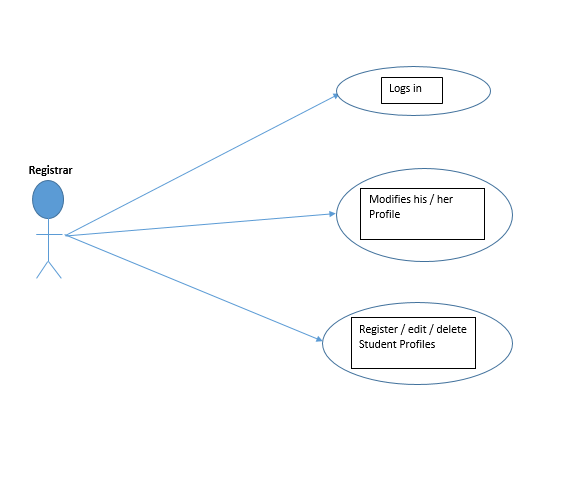 Logs in
Registrar
Modifies his / her
Profile
Register / edit / delete
Student Profiles